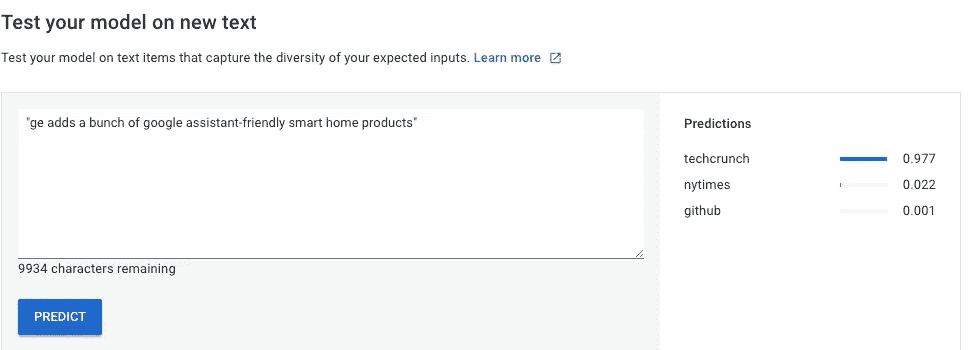 Test your model on new text
Test your model on text items that capture the diversity of your expected inputs. Learn more
"ge adds a bunch of google assistant-friendly smart home products"
9934 characters remaining
PREDICT
Predictions
techcrunch 0.977
nytimes 0.022
github 0.001